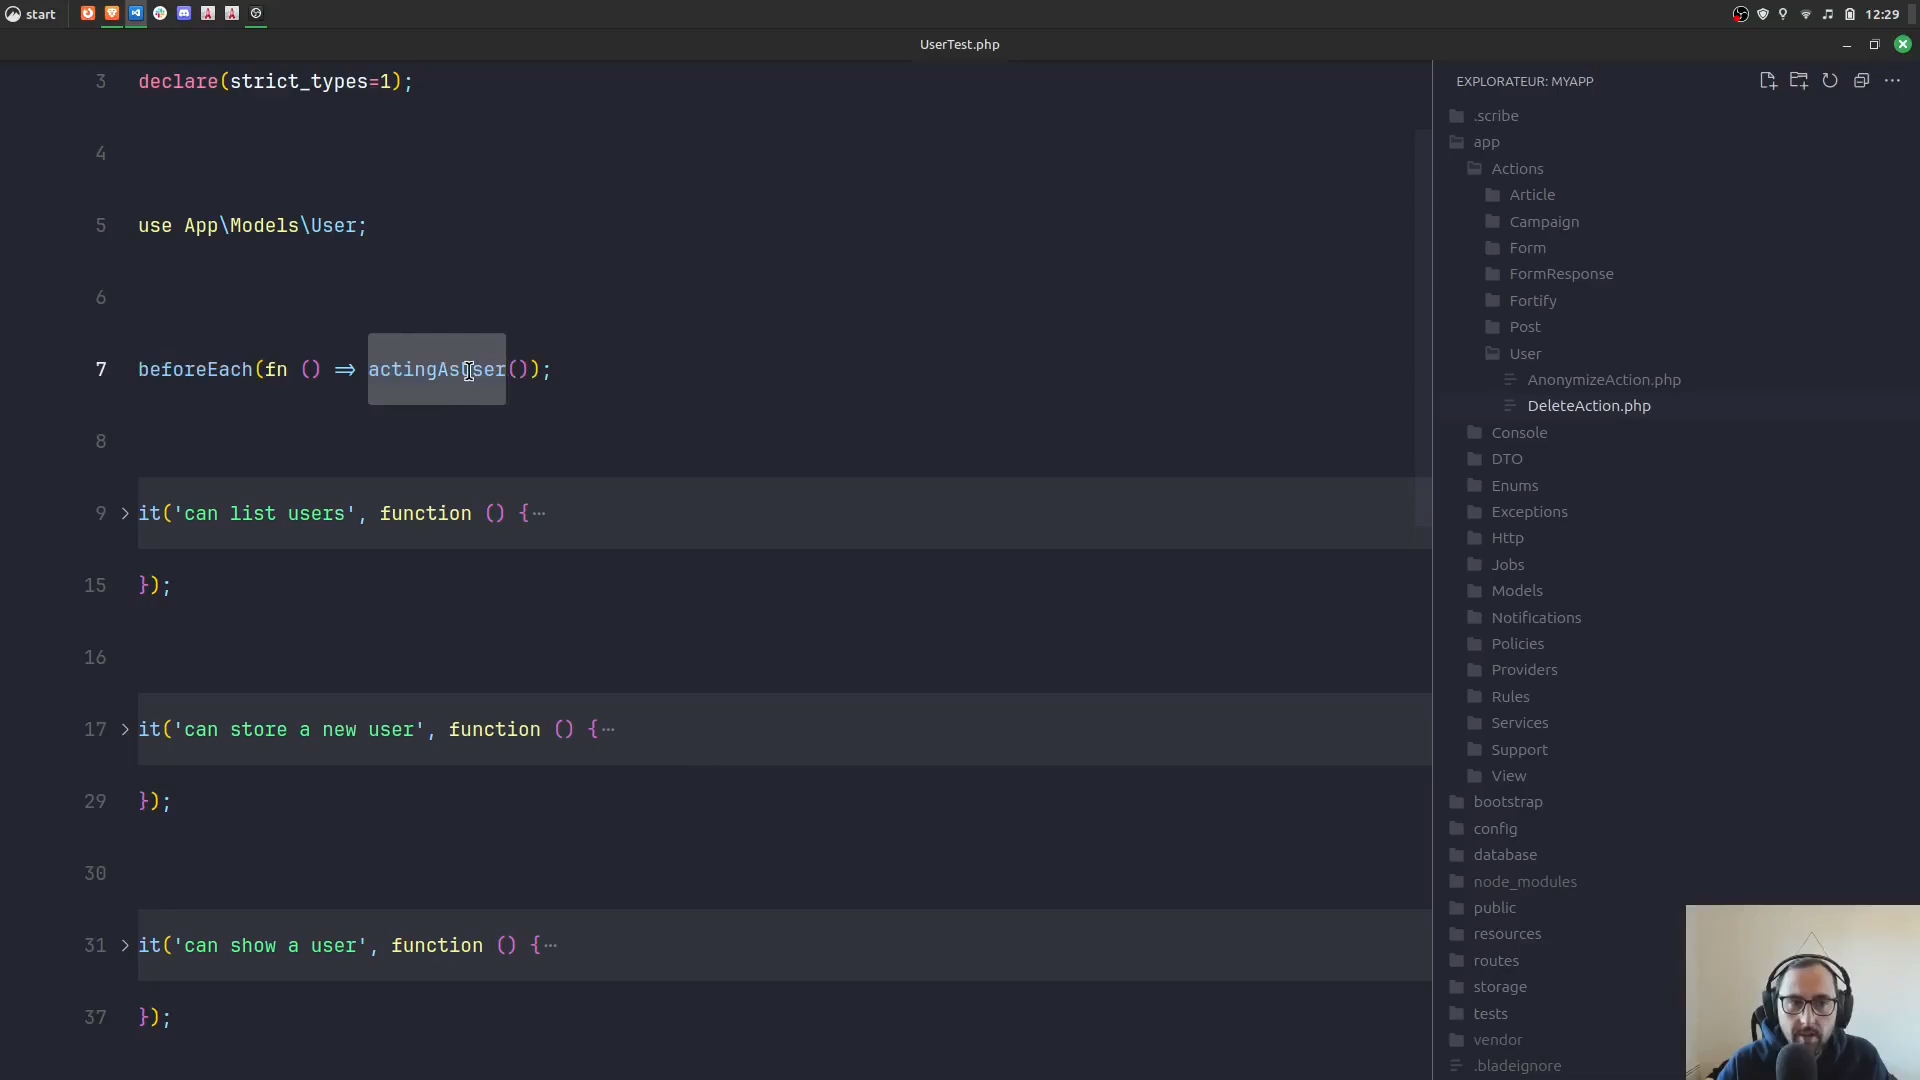 start
12:29
UserTest.php
3 declare(strict_types=1);
4
5 use App\Models\User;
6
7 beforeEach(fn () => actingAsUser());
8
9 it('can list users', function () {⋯
15 });
16
17 it('can store a new user', function () {⋯
29 });
30
31 it('can show a user', function () {⋯
37 });
EXPLORATEUR: MYAPP
.scribe
app
Actions
Article
Campaign
Form
FormResponse
Fortify
Post
User
AnonymizeAction.php
DeleteAction.php
Console
DTO
Enums
Exceptions
Http
Jobs
Models
Notifications
Policies
Providers
Rules
Services
Support
View
bootstrap
config
database
node_modules
public
resources
routes
storage
tests
vendor
.bladeignore